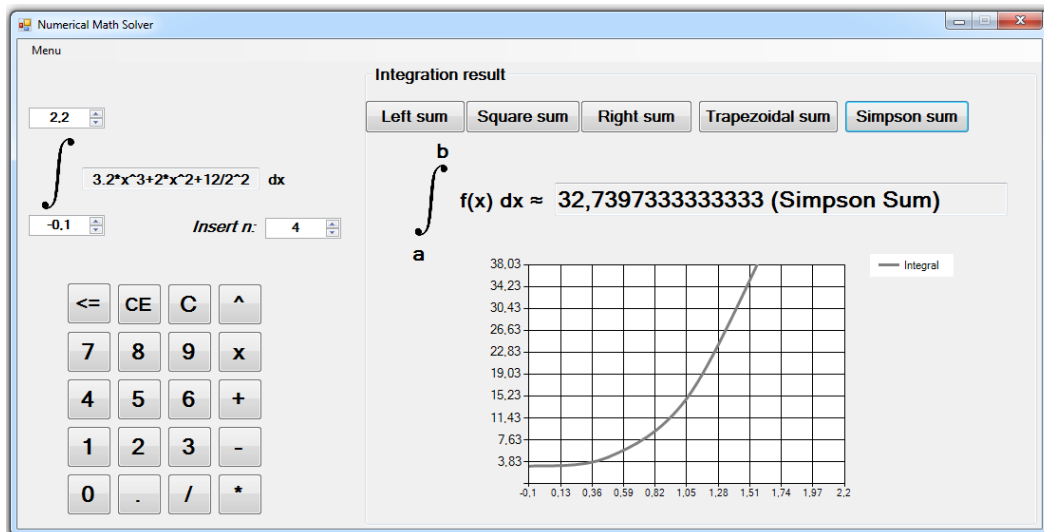 Numerical Math Solver
Menu
2,2
3.2*x^3+2*x^2+12/2^2 dx
-0,1
Insert n: 4
<= CE C ^
7 8 9 x
4 5 6 +
1 2 3 -
0 . / *
Integration result
Left sum Square sum Right sum Trapezoidal sum Simpson sum
b
f(x) dx ≈ 32,7397333333333 (Simpson Sum)
a
38,03
34,23
30,43
26,63
22,83
19,03
15,23
11,43
7,63
3,83
-0,1 0,13 0,36 0,59 0,82 1,05 1,28 1,51 1,74 1,97 2,2
Integral